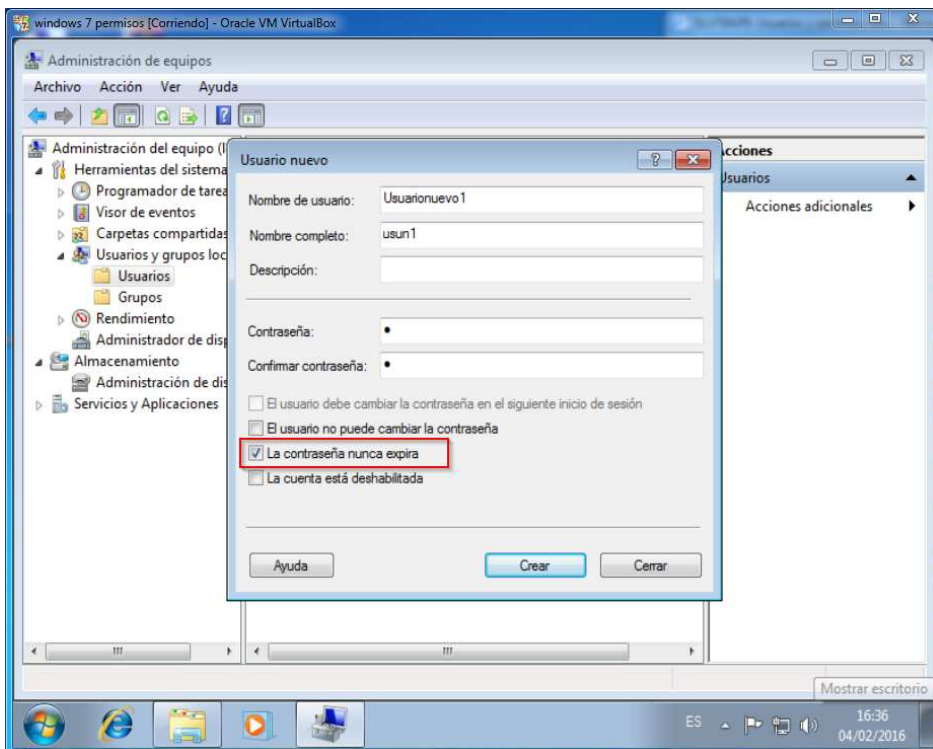 windows 7 permisos [Corriendo] - Oracle VM VirtualBox
Administración de equipos
Archivo Acción Ver Ayuda
Administración del equipo (l
Herramientas del sistema
Programador de tarea
Visor de eventos
Carpetas compartidas
Usuarios y grupos loc
Usuarios
Grupos
Rendimiento
Administrador de disp
Almacenamiento
Administración de dis
Servicios y Aplicaciones
Usuario nuevo
Nombre de usuario: Usuarionuevo1
Nombre completo: usun1
Descripción:
Contraseña: •
Confirmar contraseña: •
El usuario debe cambiar la contraseña en el siguiente inicio de sesión
El usuario no puede cambiar la contraseña
La contraseña nunca expira
La cuenta está deshabilitada
Ayuda Crear Cerrar
Acciones
Usuarios
Acciones adicionales
Mostrar escritorio
ES 16:36
04/02/2016